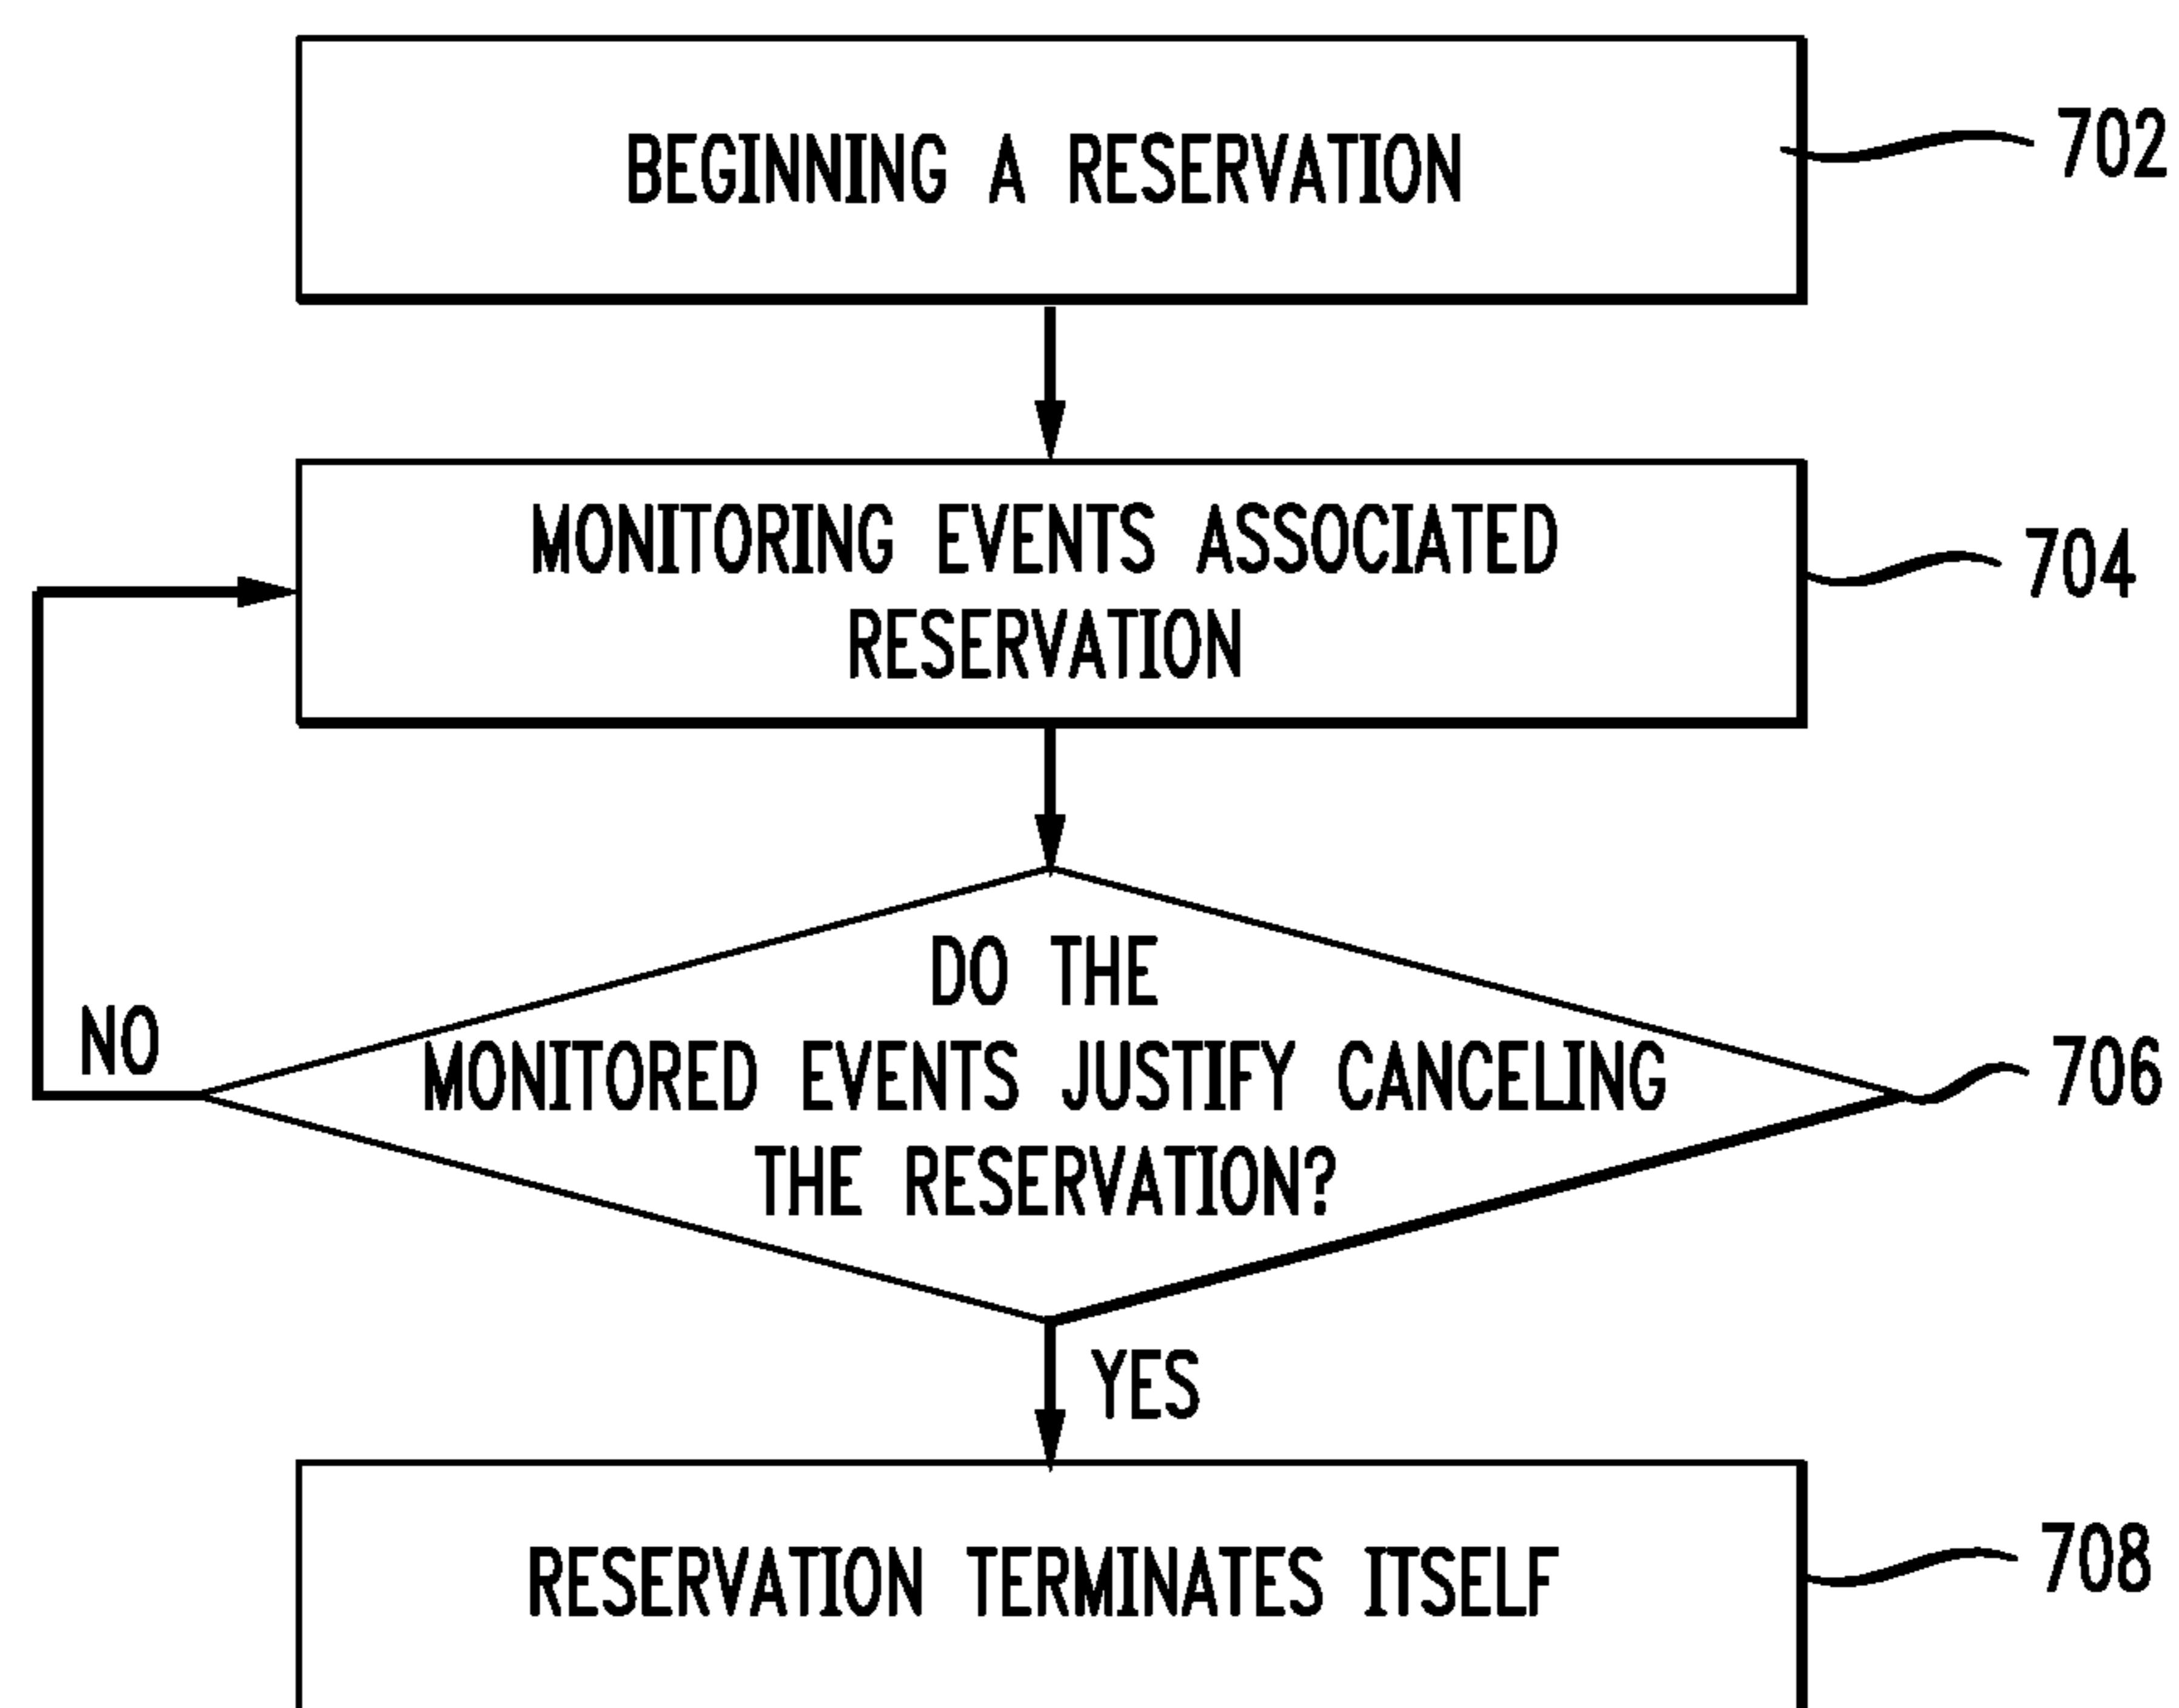 BEGINNING A RESERVATION
702
MONITORING EVENTS ASSOCIATED
RESERVATION
704
DO THE
MONITORED EVENTS JUSTIFY CANCELING
THE RESERVATION?
NO
706
YES
RESERVATION TERMINATES ITSELF
708